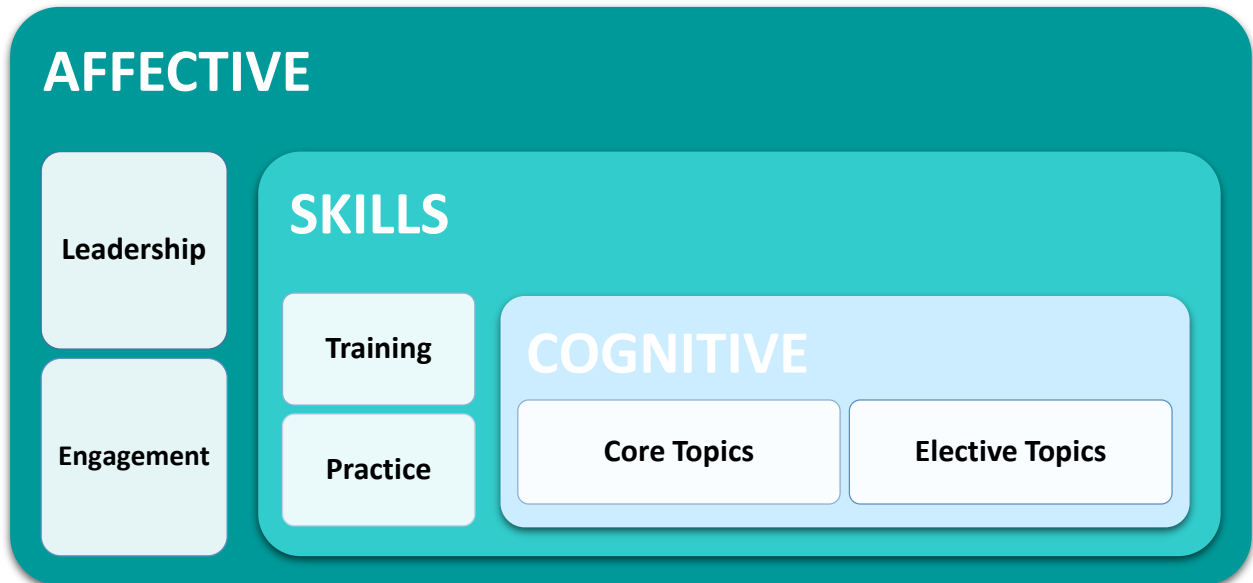 AFFECTIVE
Leadership
Engagement
SKILLS
Training
Practice
COGNITIVE
Core Topics
Elective Topics